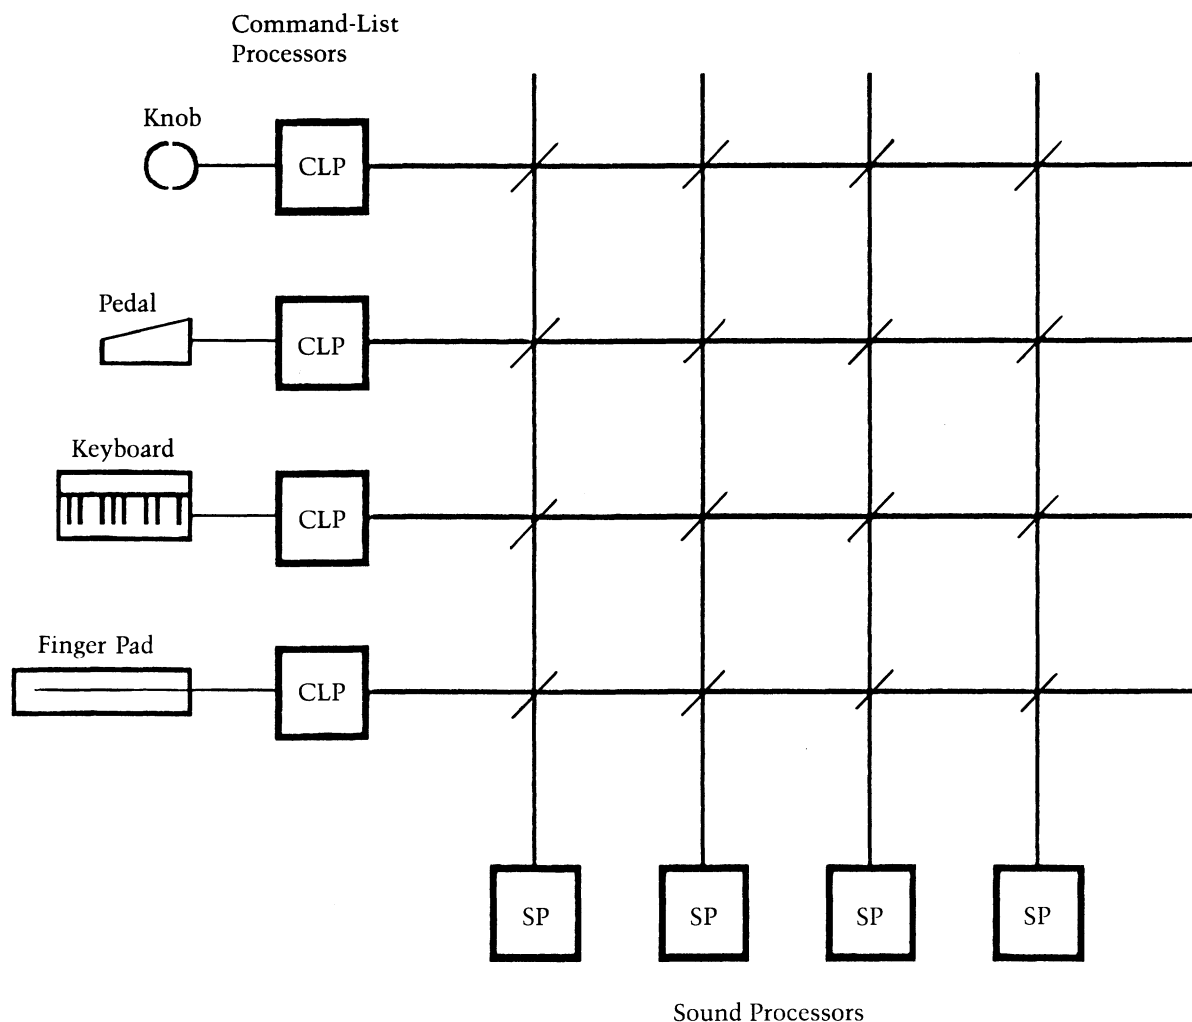 Command-List
Processors
Knob
CLP
Pedal
CLP
Keyboard
CLP
Finger Pad
CLP
SP
SP
SP
SP
Sound Processors